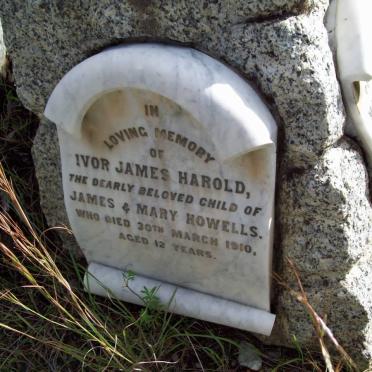 IN
LOVING MEMORY
OF
IVOR JAMES HAROLD,
THE DEARLY BELOVED CHILD OF
JAMES & MARY HOWELLS.
WHO DIED 30TH MARCH 1910,
AGED 12 YEARS.